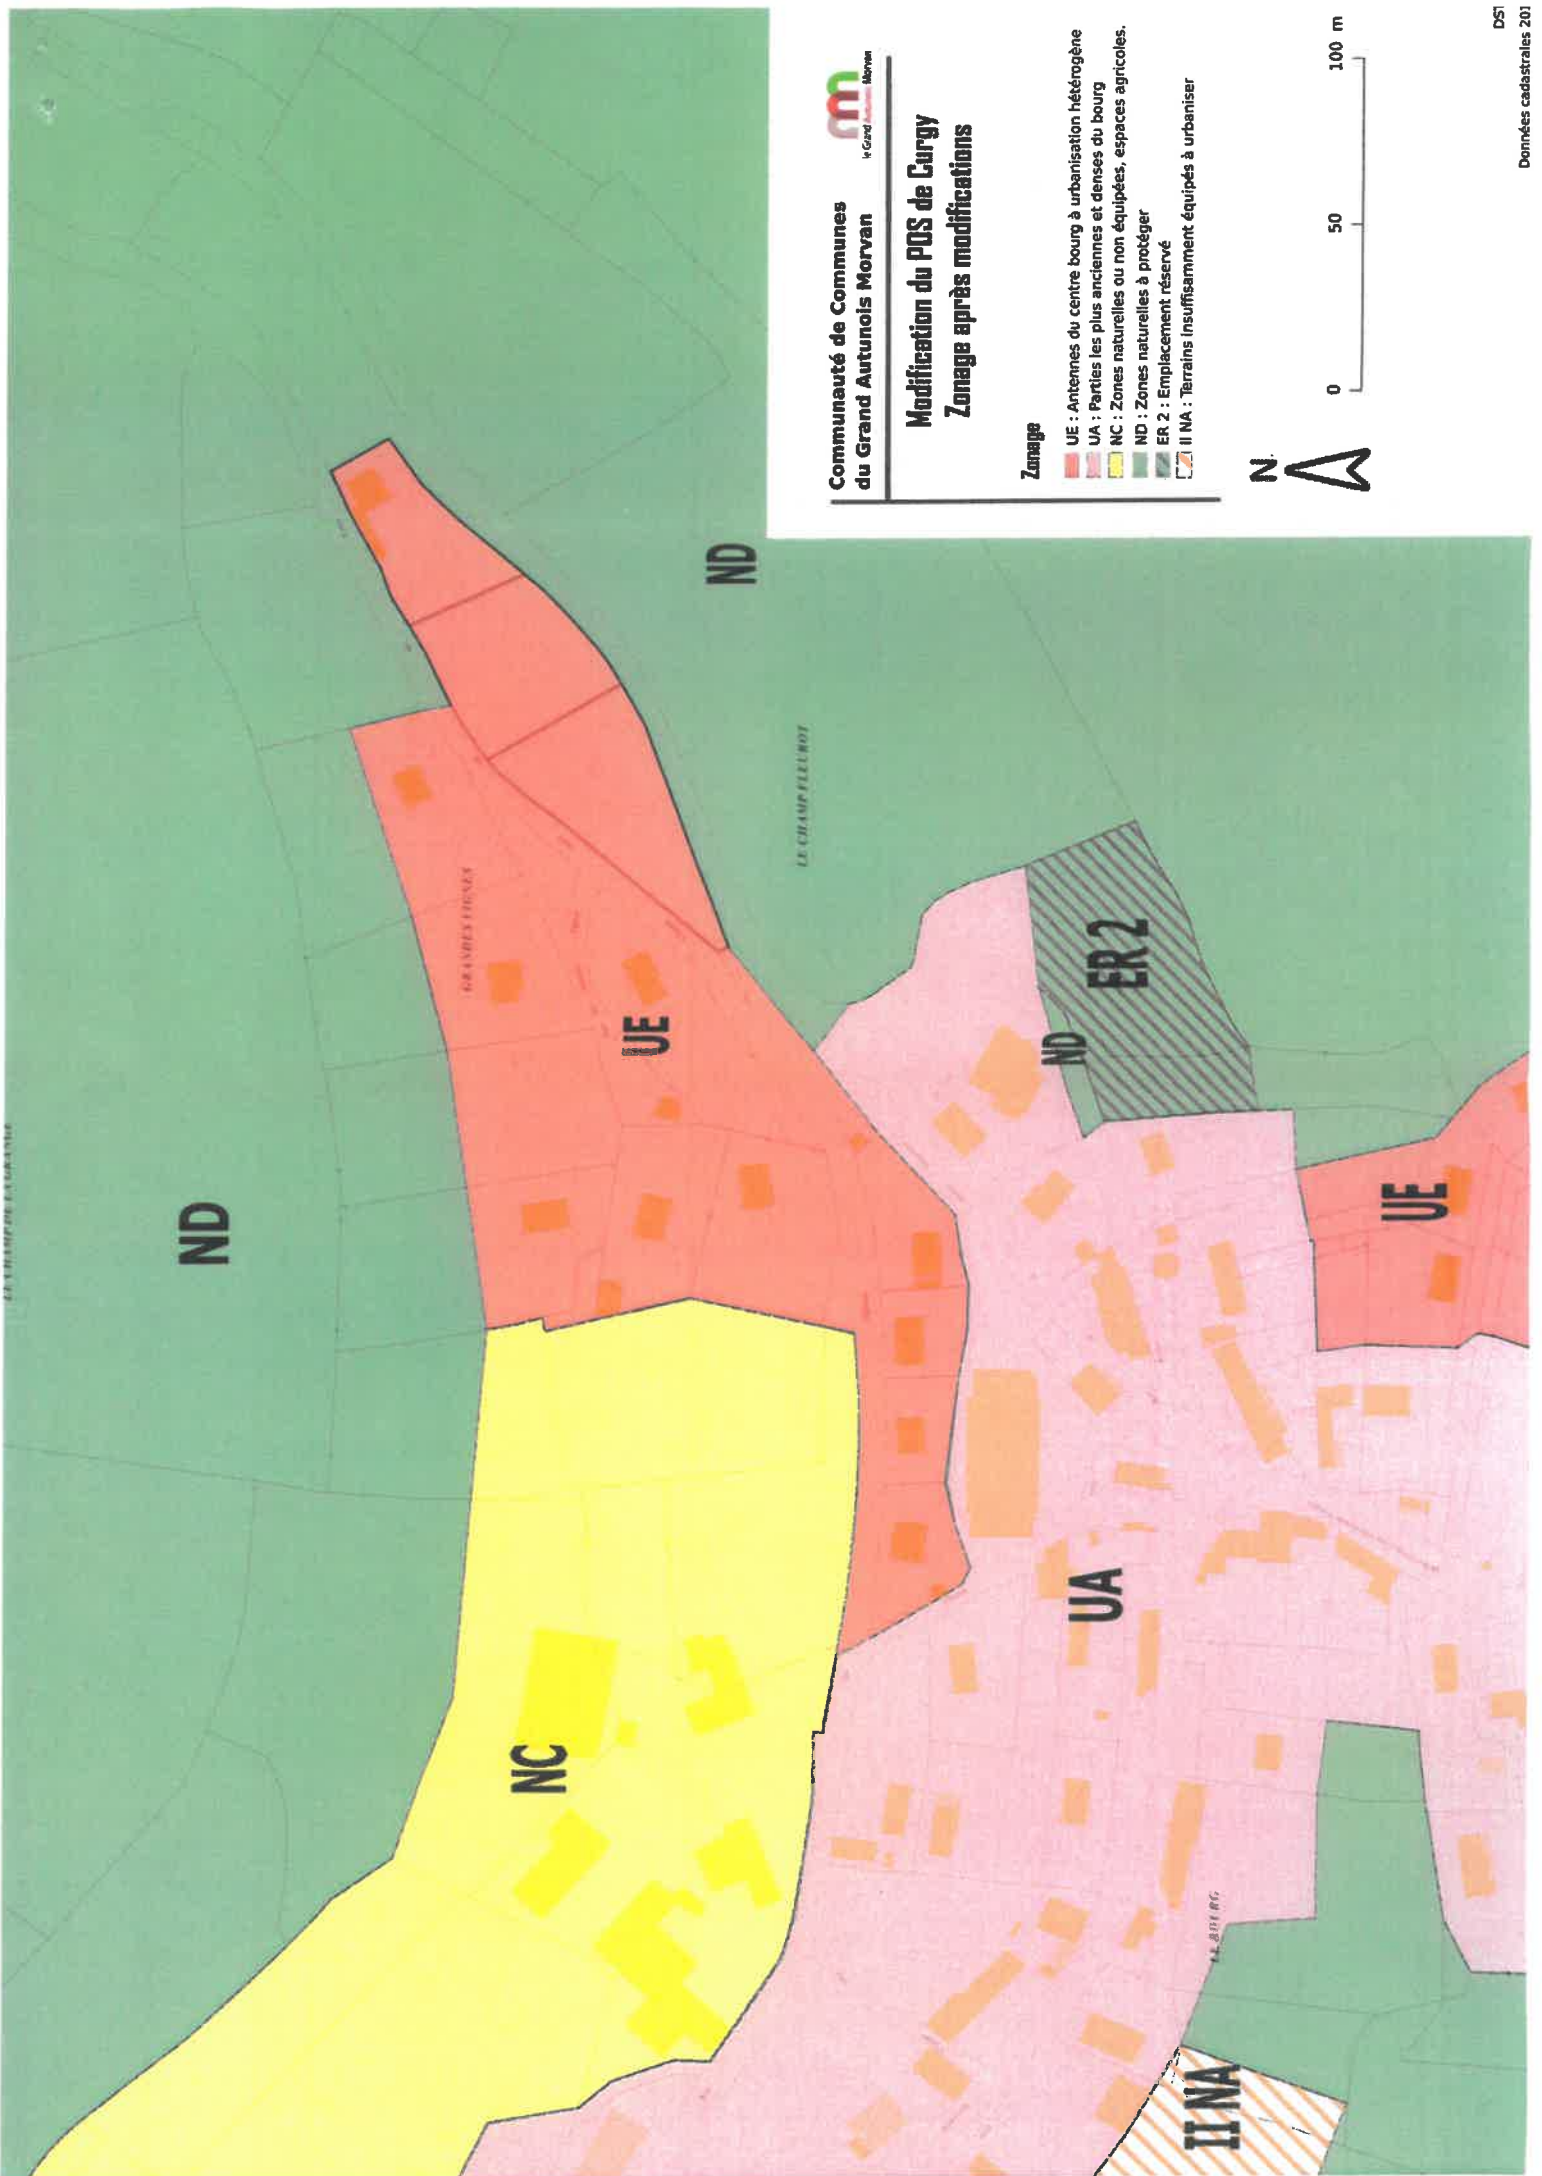 Communauté de Communes
du Grand Autunois Morvan
le Grand Autunois Morvan
Modification du POS de Curgy
Zonage après modifications
Zonage
UE : Antennes du centre bourg à urbanisation hétérogène
UA : Parties les plus anciennes et denses du bourg
NC : Zones naturelles ou non équipées, espaces agricoles.
ND : Zones naturelles à protéger
ER 2 : Emplacement réservé
II NA : Terrains insuffisamment équipés à urbaniser
N
0 50 100 m
Données cadastrales 201
ND
ND
GRANDES VIGNES
LE CHAMP FLEUROT
UE
ER 2
ND
UE
NC
UA
LE BOURG
II NA